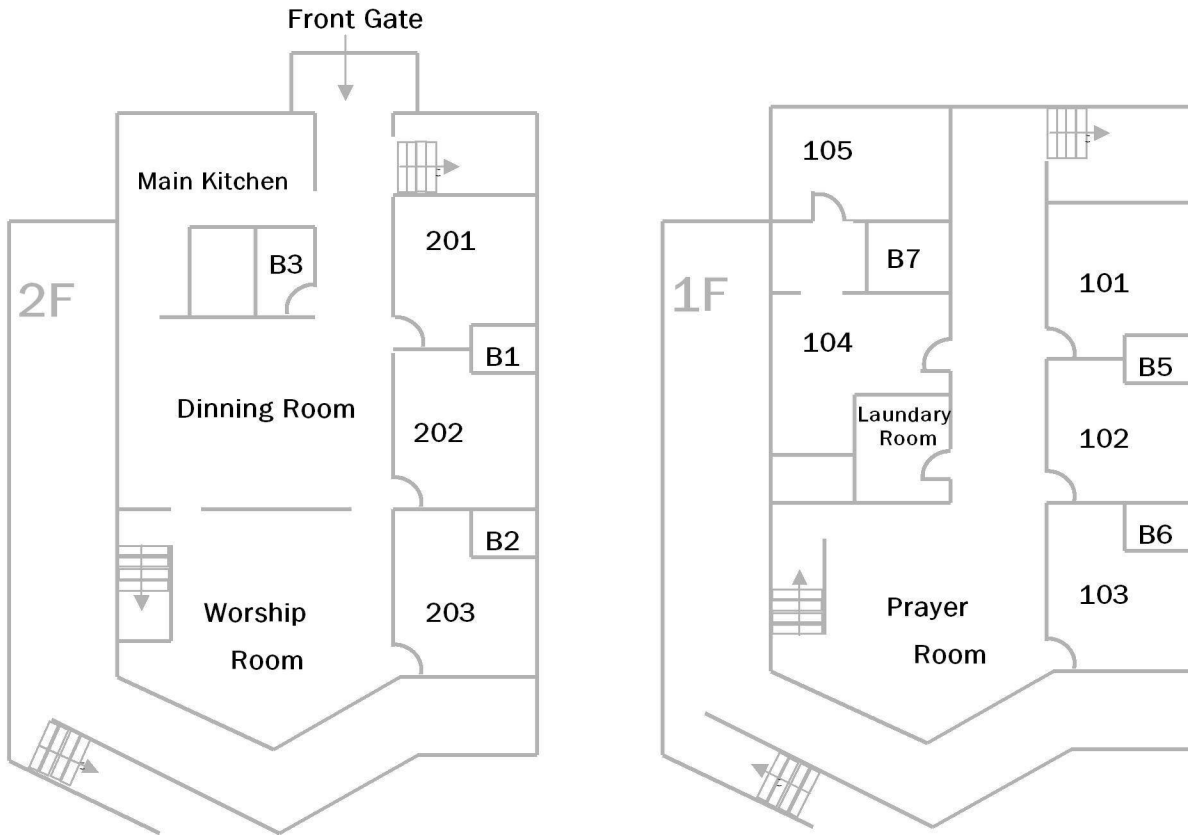 Front Gate
Main Kitchen
201
B3
2F
B1
Dinning Room
202
B2
Worship
Room
203
105
B7
1F
101
104
B5
Laundary
Room
102
B6
103
Prayer
Room